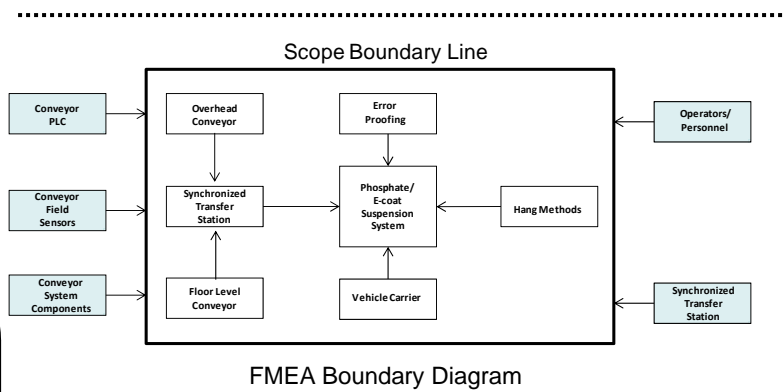 Scope Boundary Line
Conveyor
PLC
Overhead
Conveyor
Error
Proofing
Operators/
Personnel
Conveyor
Field
Sensors
Synchronized
Transfer
Station
Phosphate/
E-coat
Suspension
System
Hang Methods
Conveyor
System
Components
Floor Level
Conveyor
Vehicle Carrier
Synchronized
Transfer
Station
FMEA Boundary Diagram